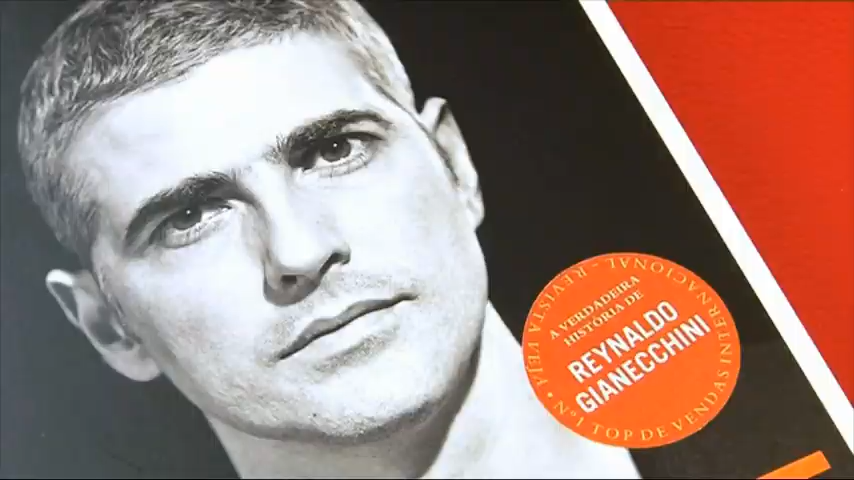 A VERDADEIRA
HISTÓRIA DE
REYNALDO
GIANECCHINI
Nº1 TOP DE VENDAS INTERNACIONAL - REVISTA VEJA •